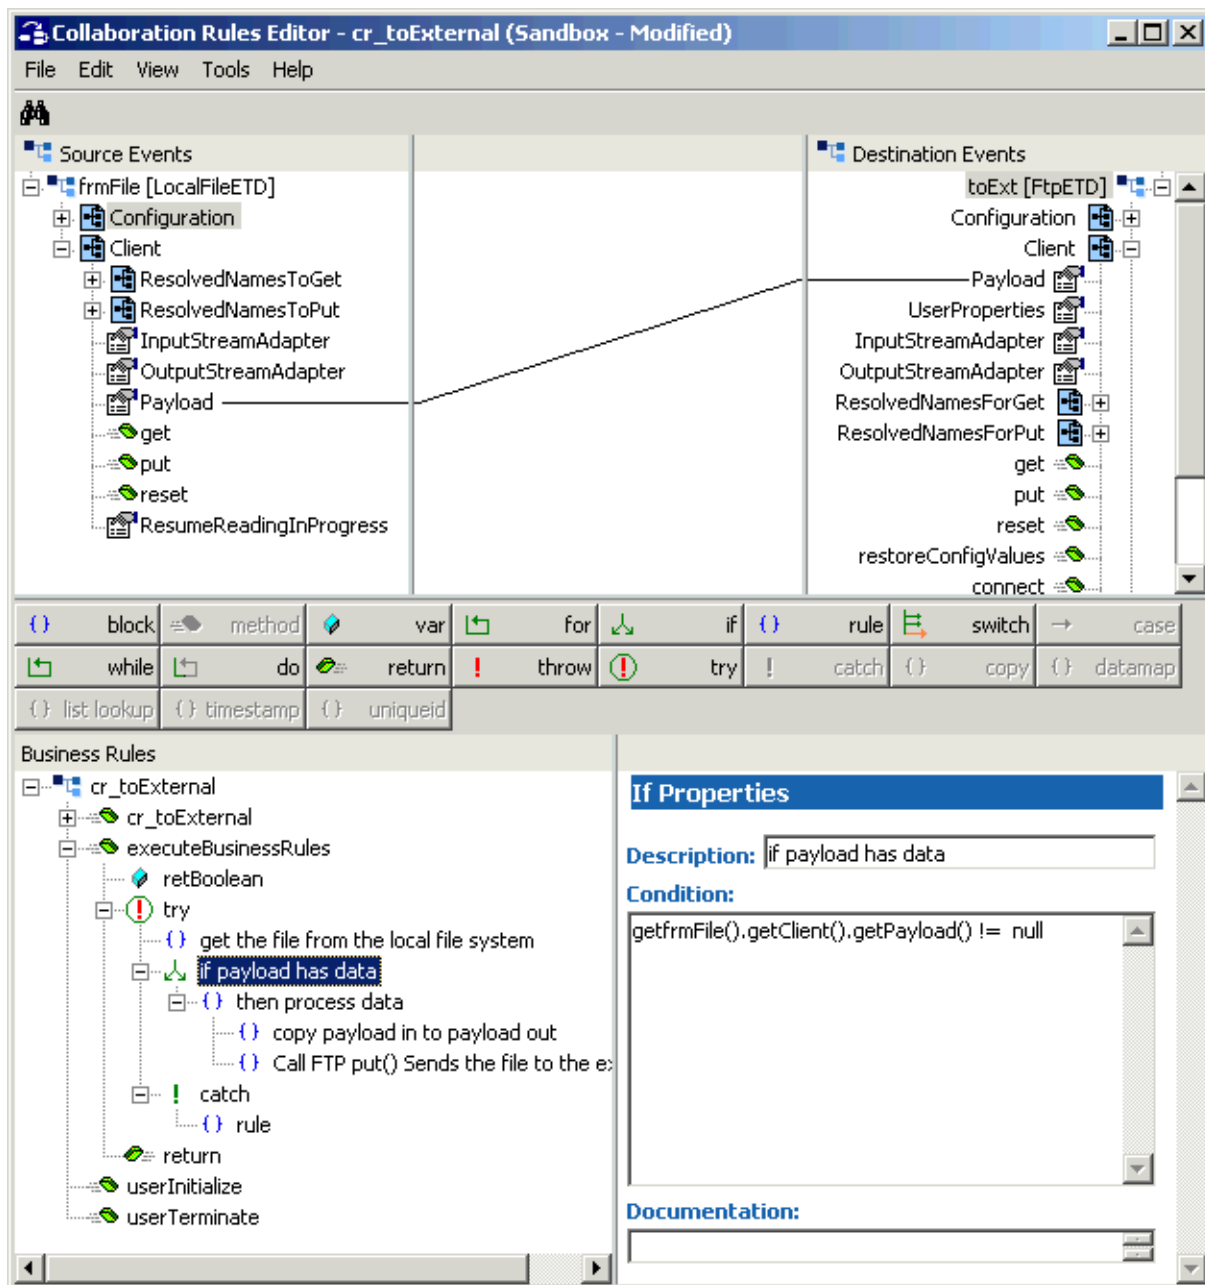 Collaboration Rules Editor - cr_toExternal (Sandbox - Modified)
File Edit View Tools Help
Source Events
Destination Events
frmFile [LocalFileETD]
Configuration
Client
ResolvedNamesToGet
ResolvedNamesToPut
InputStreamAdapter
OutputStreamAdapter
Payload
get
put
reset
ResumeReadingInProgress
toExt [FtpETD]
Configuration
Client
Payload
UserProperties
InputStreamAdapter
OutputStreamAdapter
ResolvedNamesForGet
ResolvedNamesForPut
get
put
reset
restoreConfigValues
connect
{} block method var for if {} rule switch case
while do return throw try catch {} copy {} datamap
{} list lookup {} timestamp {} uniqueid
Business Rules
cr_toExternal
cr_toExternal
executeBusinessRules
retBoolean
try
{} get the file from the local file system
if payload has data
{} then process data
{} copy payload in to payload out
{} Call FTP put() Sends the file to the e
catch
{} rule
return
userInitialize
userTerminate
If Properties
Description: if payload has data
Condition:
getfrmFile().getClient().getPayload() != null
Documentation: